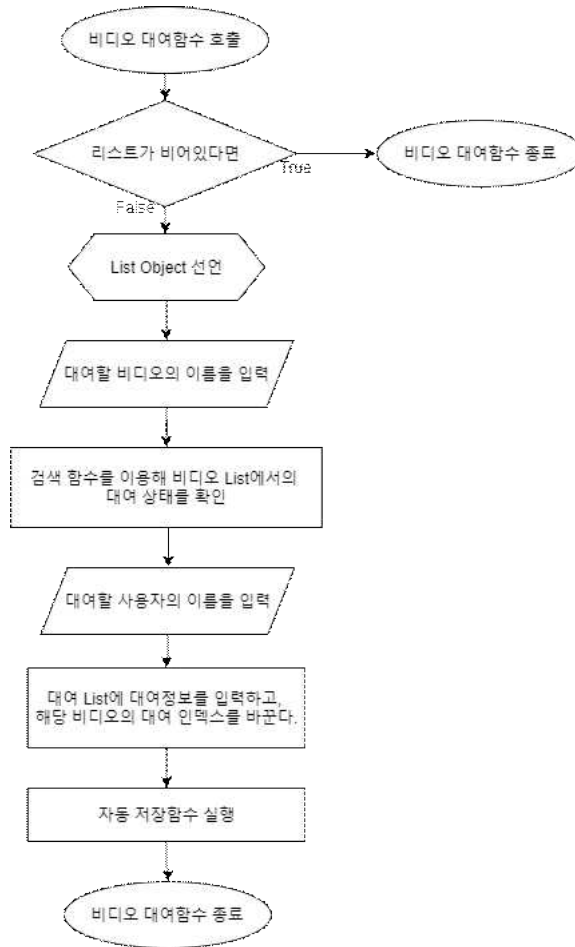 비디오 대여함수 호출
리스트가 비어있다면
비디오 대여함수 종료
True
False
List Object 선언
대여할 비디오의 이름을 입력
검색 함수를 이용해 비디오 List에서의
대여 상태를 확인
대여할 사용자의 이름을 입력
대여 List에 대여정보를 입력하고,
해당 비디오의 대여 인덱스를 바꾼다.
자동 저장함수 실행
비디오 대여함수 종료